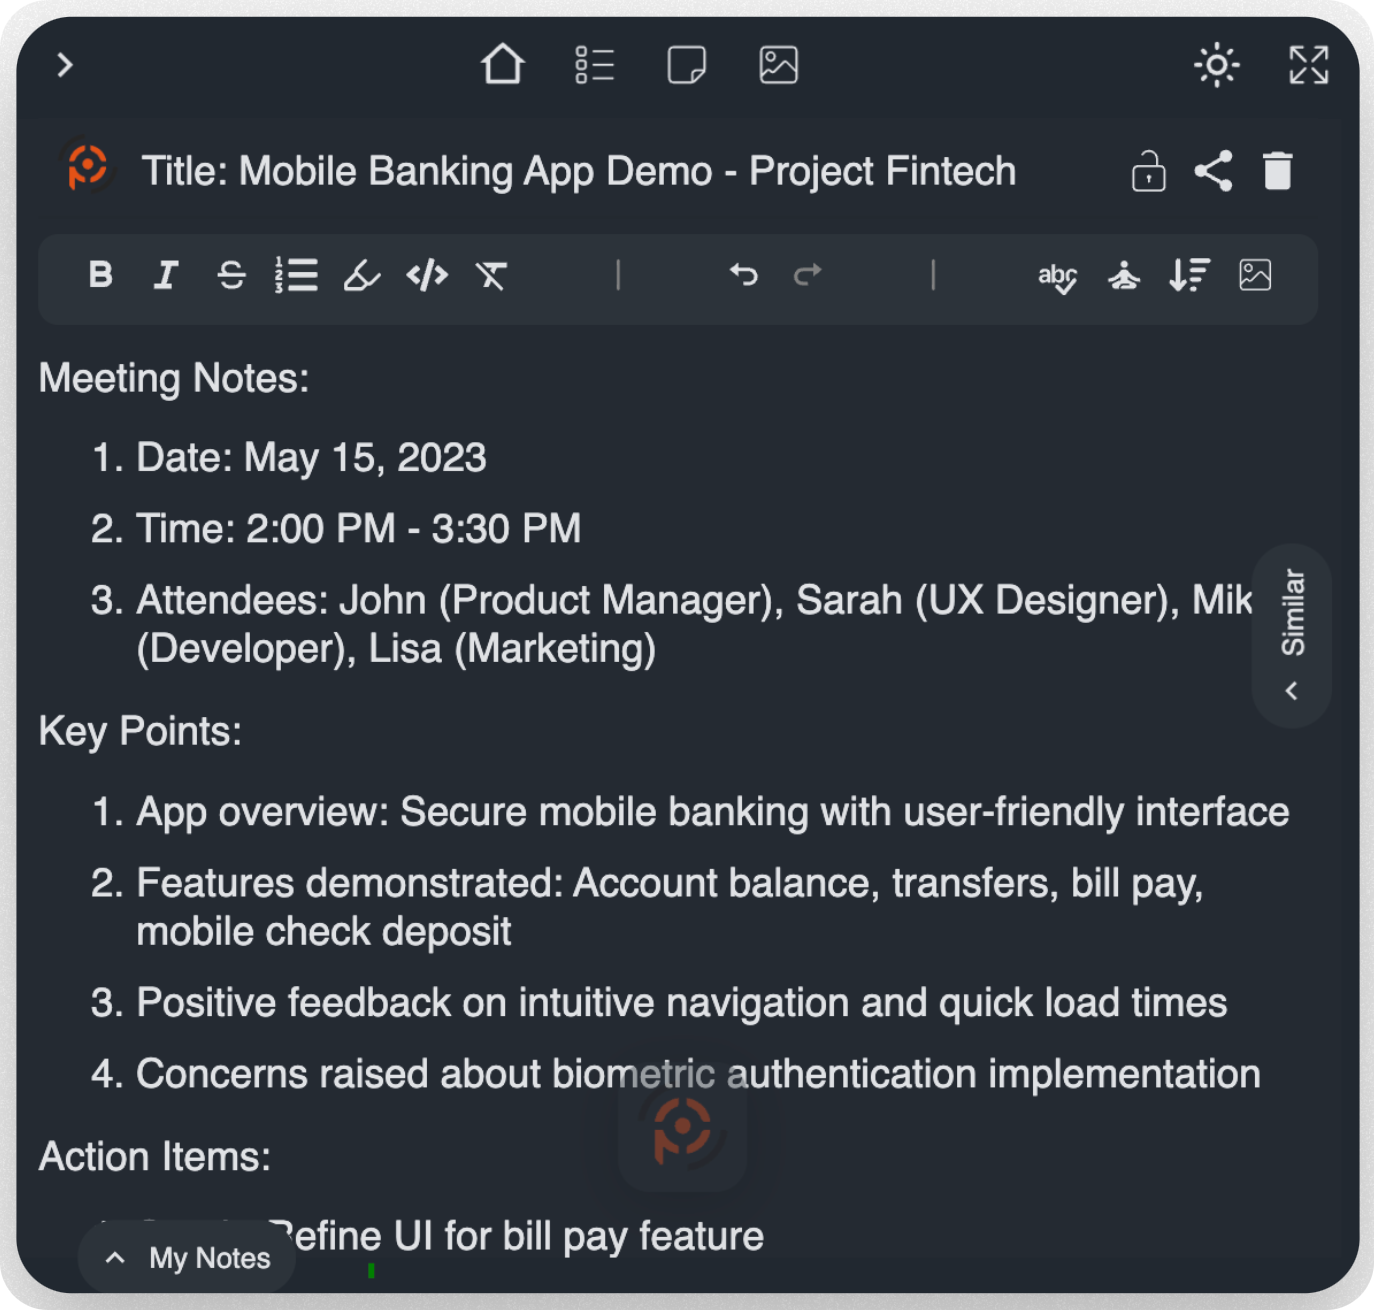 Title: Mobile Banking App Demo - Project Fintech
abc
Meeting Notes:
1. Date: May 15, 2023
2. Time: 2:00 PM - 3:30 PM
3. Attendees: John (Product Manager), Sarah (UX Designer), Mik
(Developer), Lisa (Marketing)
Similar
Key Points:
1. App overview: Secure mobile banking with user-friendly interface
2. Features demonstrated: Account balance, transfers, bill pay,
mobile check deposit
3. Positive feedback on intuitive navigation and quick load times
4. Concerns raised about biometric authentication implementation
Action Items:
Refine UI for bill pay feature
My Notes